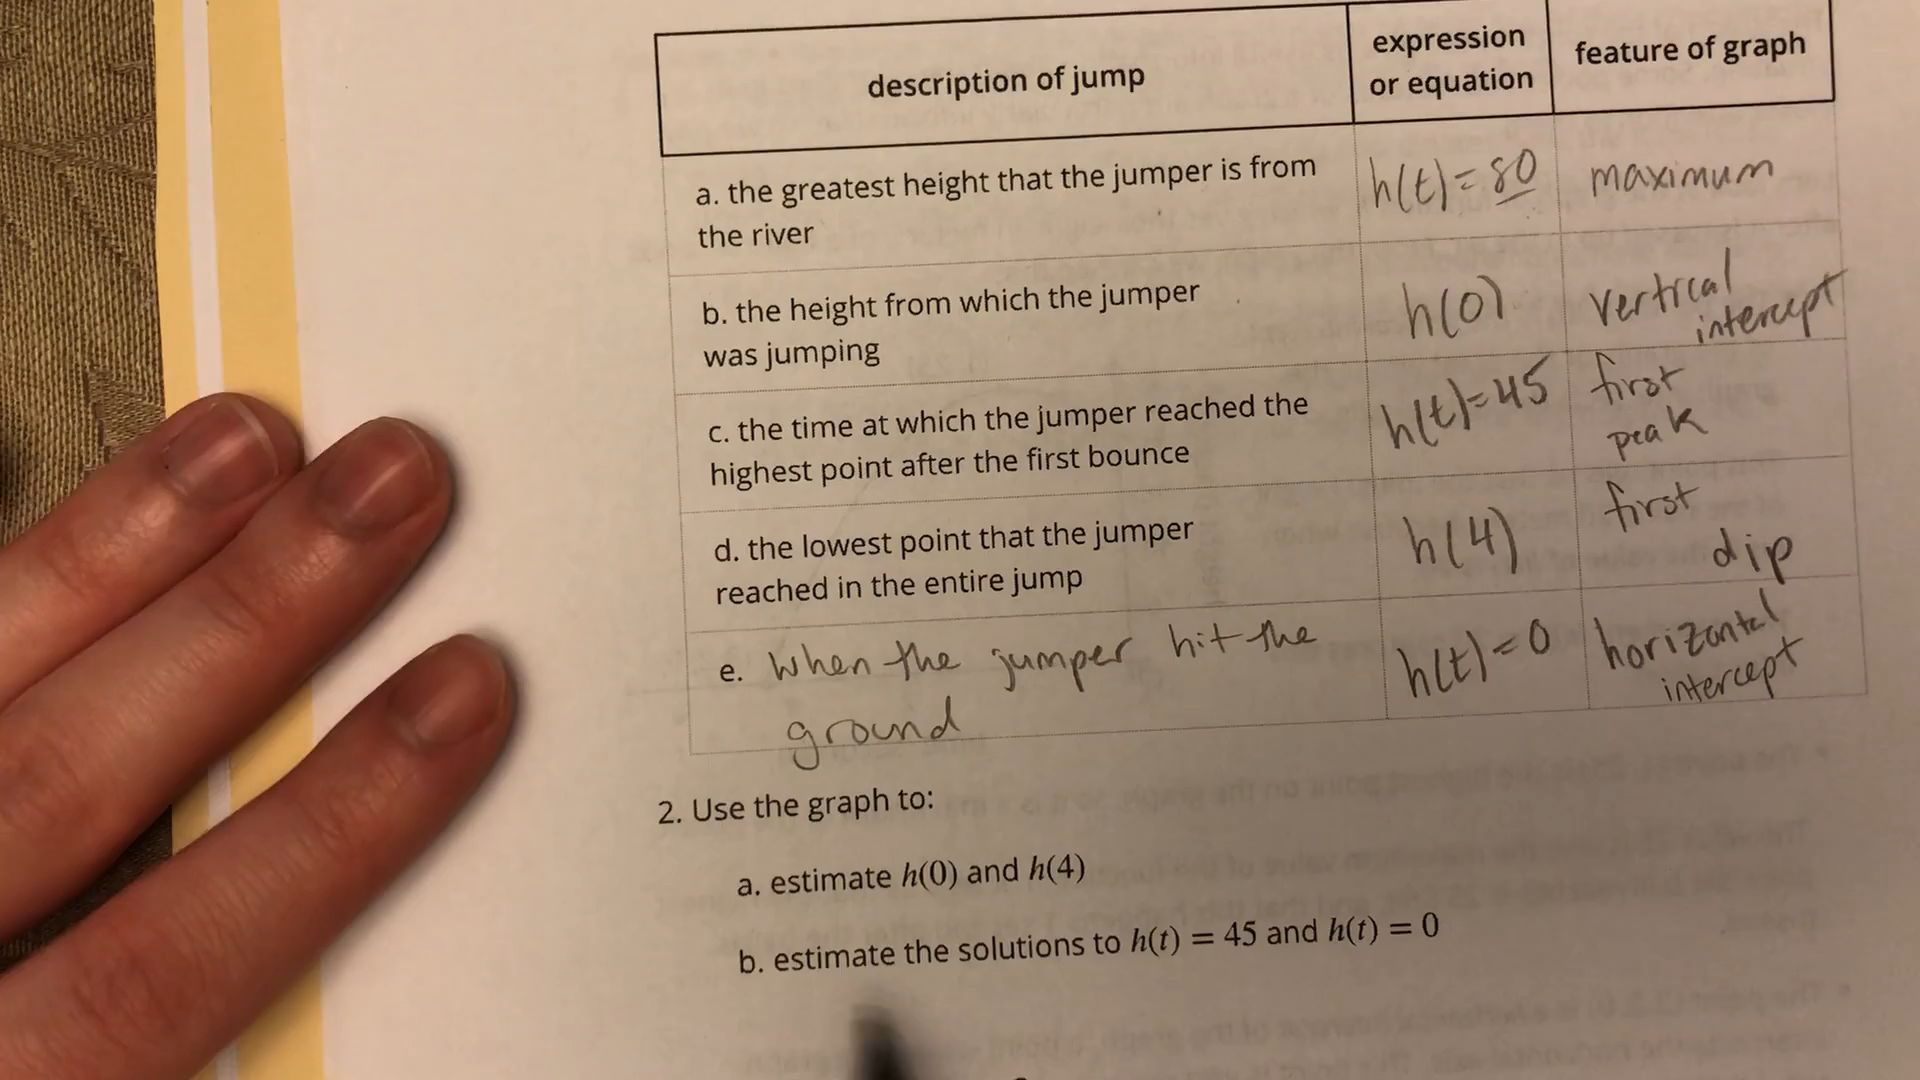 description of jump
expression
or equation
feature of graph
a. the greatest height that the jumper is from
the river
h(t)=80
maximum
b. the height from which the jumper
was jumping
h(0)
vertical
intercept
c. the time at which the jumper reached the
highest point after the first bounce
h(t)=45
first
peak
d. the lowest point that the jumper
reached in the entire jump
h(4)
first
dip
e. when the jumper hit the
ground
h(t)=0
horizontal
intercept
2. Use the graph to:
a. estimate h(0) and h(4)
b. estimate the solutions to h(t) = 45 and h(t) = 0